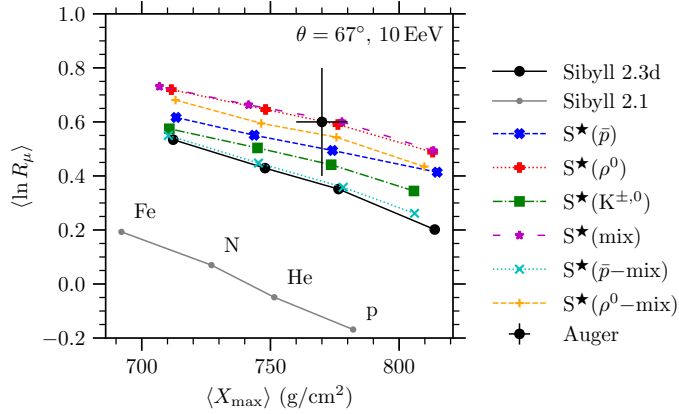 θ = 67°, 10 EeV
1.0
0.8
0.6
0.4
0.2
0.0
−0.2
⟨ln R_μ⟩
Fe
N
He
p
700
750
800
⟨X_max⟩ (g/cm²)
Sibyll 2.3d
Sibyll 2.1
S★(p̄)
S★(ρ⁰)
S★(K^±,0)
S★(mix)
S★(p̄−mix)
S★(ρ⁰−mix)
Auger